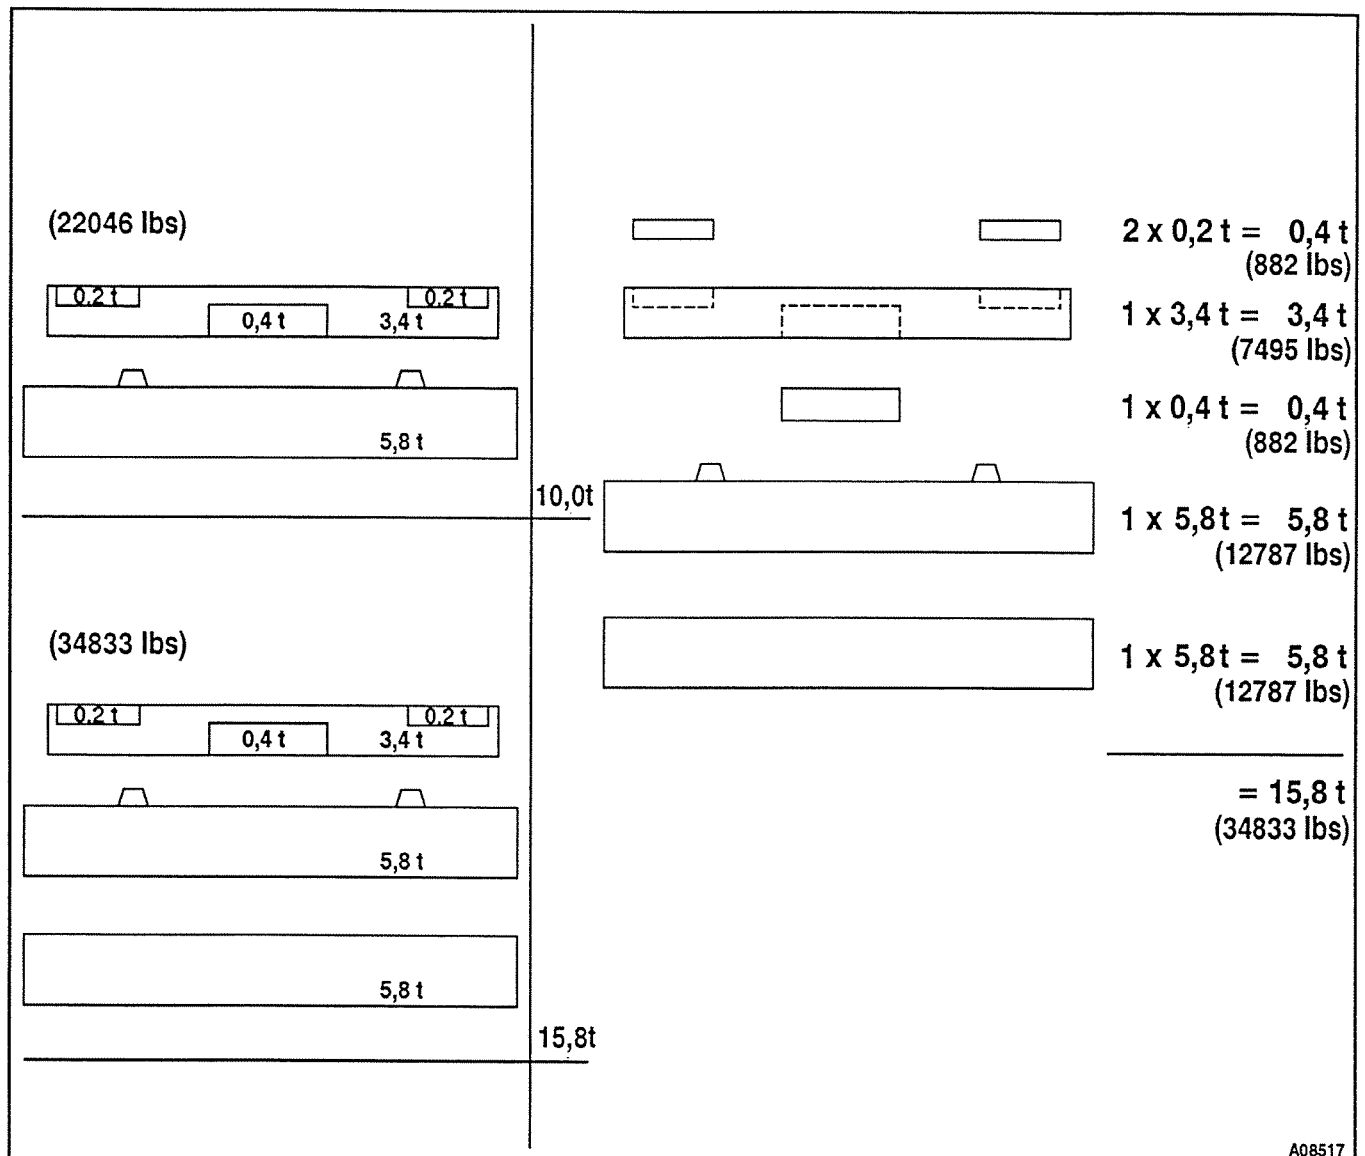 (22046 lbs)
0.2 t
0.2 t
0,4 t
3,4 t
5,8 t
10,0t
(34833 lbs)
0.2 t
0.2 t
0,4 t
3,4 t
5,8 t
5,8 t
15,8t
2 x 0,2 t = 0,4 t
(882 lbs)
1 x 3,4 t = 3,4 t
(7495 lbs)
1 x 0,4 t = 0,4 t
(882 lbs)
1 x 5,8 t = 5,8 t
(12787 lbs)
1 x 5,8 t = 5,8 t
(12787 lbs)
= 15,8 t
(34833 lbs)
A08517